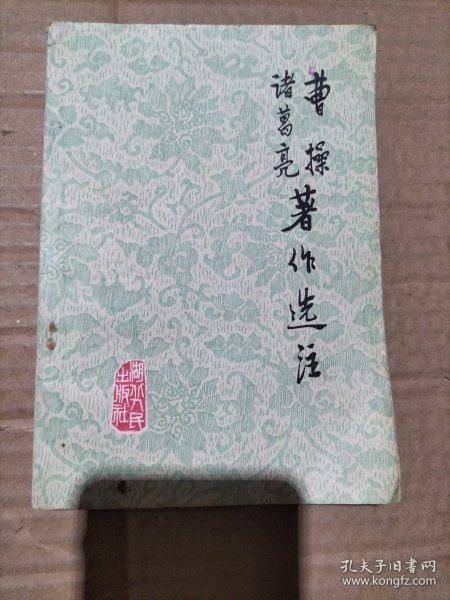 曹操
诸葛亮
著作选注
湖北人民
出版社
孔夫子旧书网
www.kongfz.com